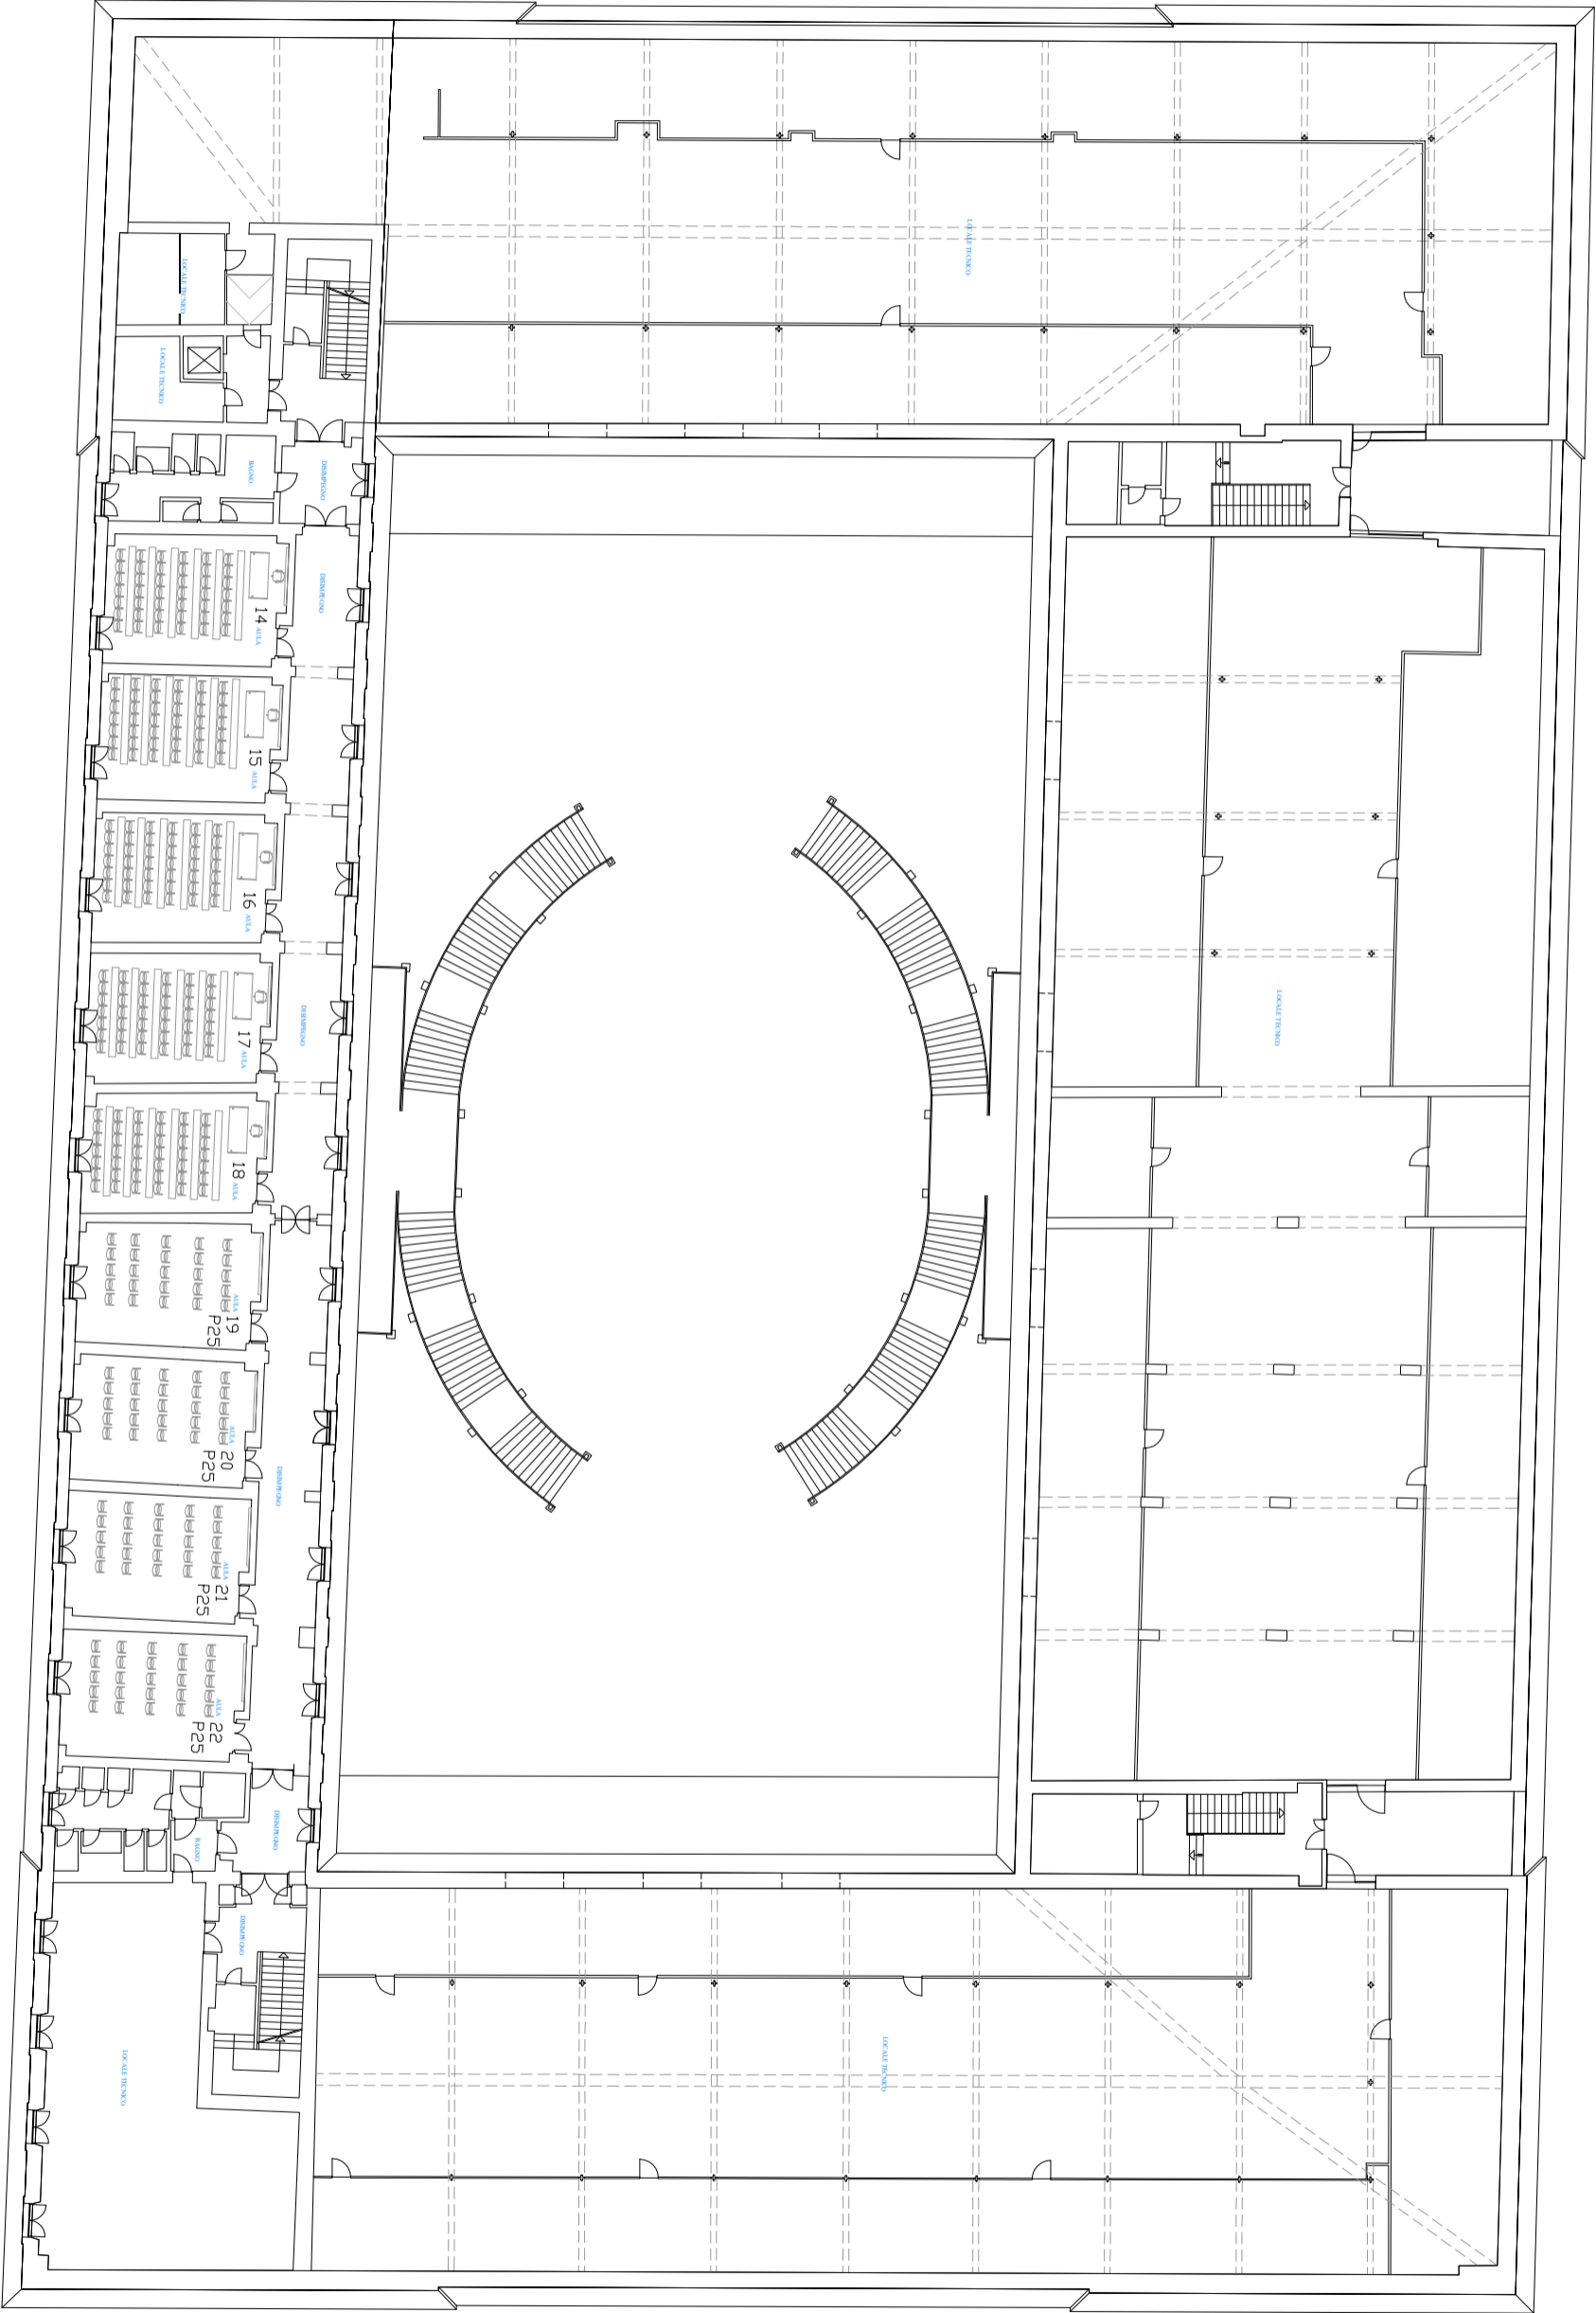 LOCALE TECNICO
LOCALE TECNICO
LOCALE TECNICO
BAGNO
DISIMPEGNO
DISIMPEGNO
14
AULA
15
AULA
16
AULA
17
AULA
DISIMPEGNO
LOCALE TECNICO
18
AULA
AULA
19
P25
AULA
20
P25
DISIMPEGNO
AULA
21
P25
AULA
22
P25
DISIMPEGNO
BAGNO
DISIMPEGNO
LOCALE TECNICO
LOCALE TECNICO